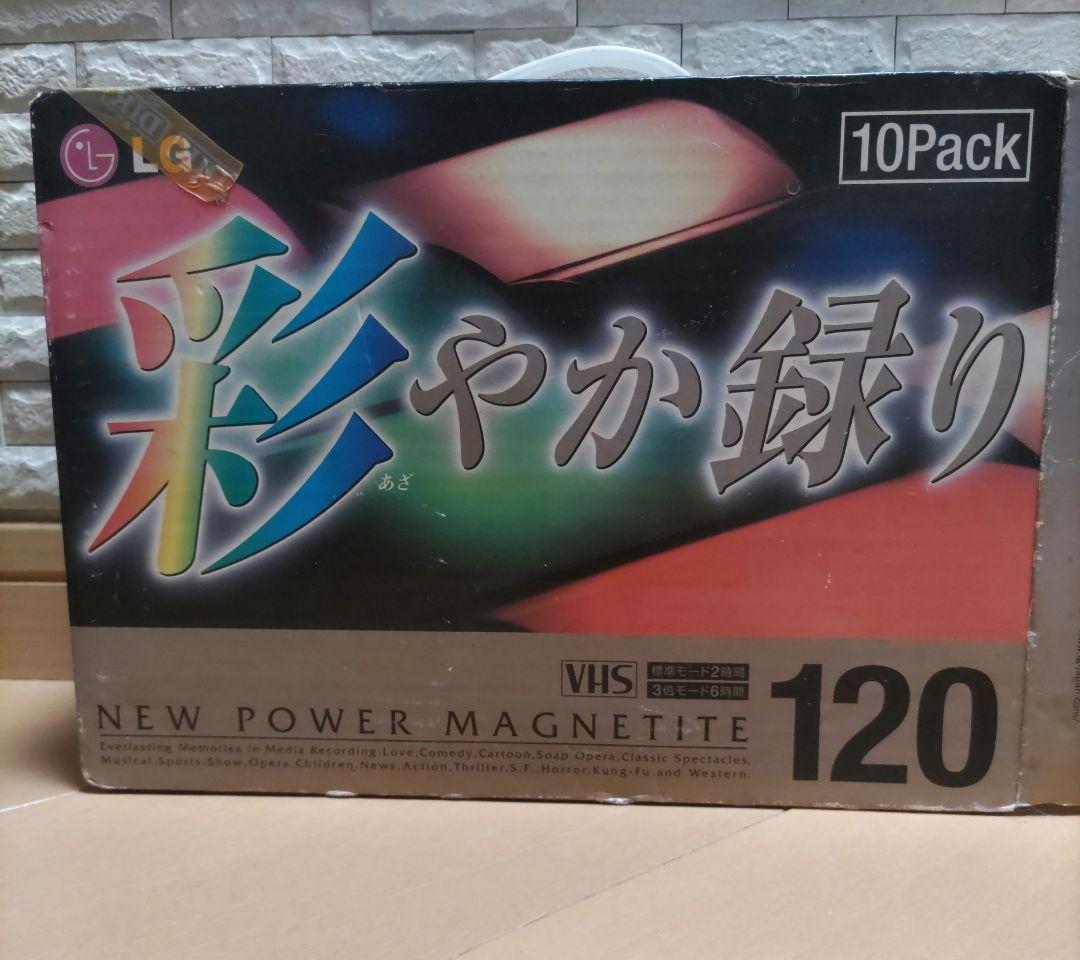 LG
10Pack
彩やか録り
あざ
VHS
標準モード2時間
3倍モード6時間
120
NEW POWER MAGNETITE
Everlasting Memories in Media Recording:Love,Comedy,Cartoon,Soap Opera,Classic Spectacles,
Musical,Sports,Show,Opera,Children,News,Action,Thriller,S.F.,Horror,Kung-Fu and Western.